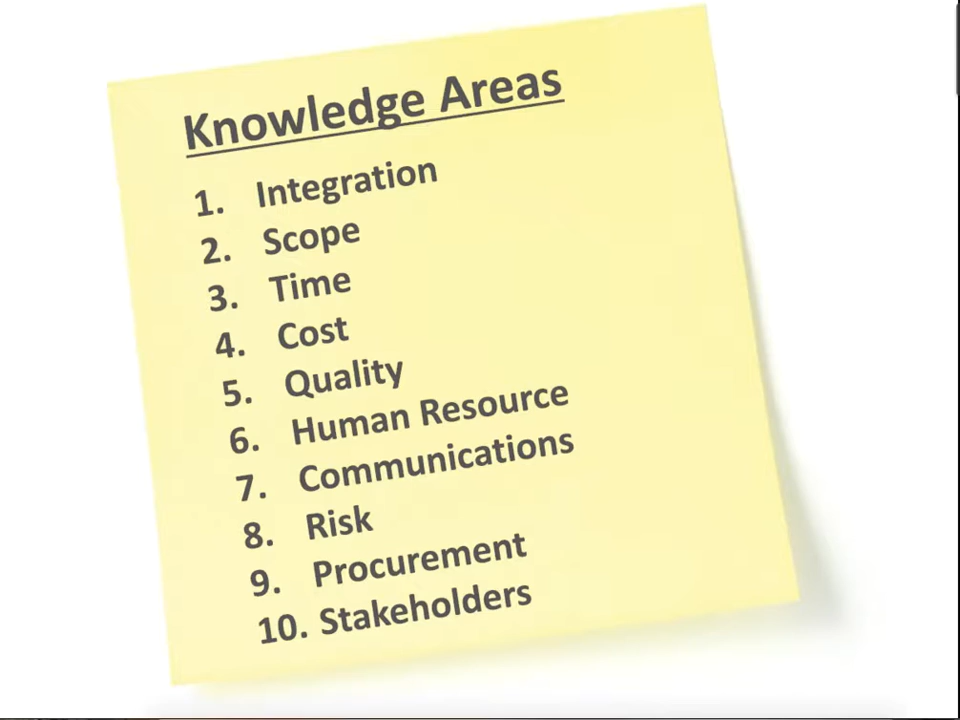 Knowledge Areas
1. Integration
2. Scope
3. Time
4. Cost
5. Quality
6. Human Resource
7. Communications
8. Risk
9. Procurement
10. Stakeholders